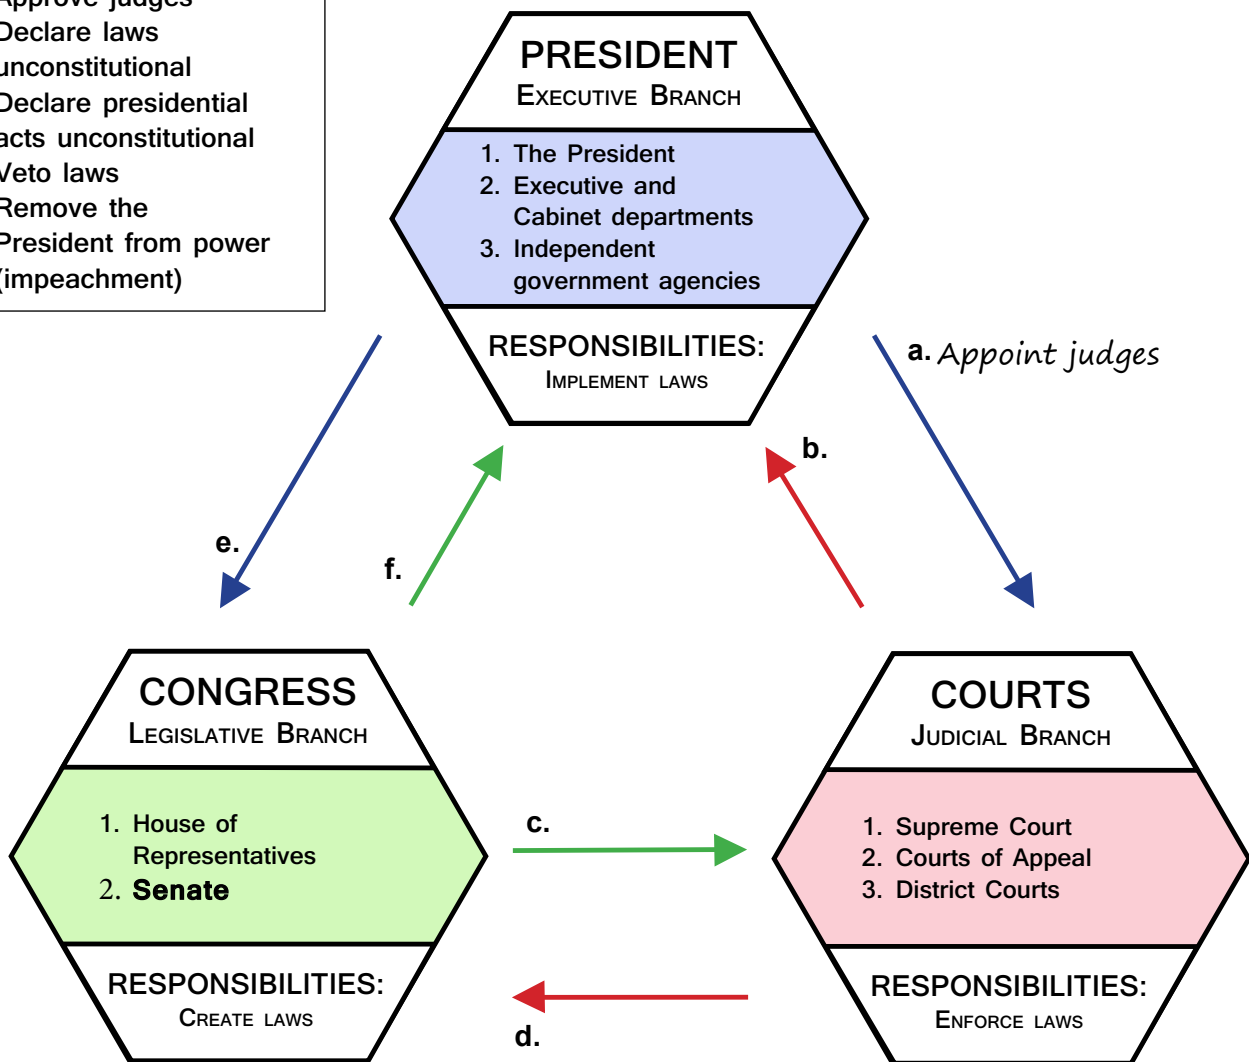 Approve judges
Declare laws
unconstitutional
Declare presidential
acts unconstitutional
Veto laws
Remove the
President from power
(impeachment)
PRESIDENT
EXECUTIVE BRANCH
1. The President
2. Executive and
Cabinet departments
3. Independent
government agencies
RESPONSIBILITIES:
IMPLEMENT LAWS
a. Appoint judges
b.
e.
f.
CONGRESS
LEGISLATIVE BRANCH
1. House of
Representatives
2. Senate
RESPONSIBILITIES:
CREATE LAWS
c.
d.
COURTS
JUDICIAL BRANCH
1. Supreme Court
2. Courts of Appeal
3. District Courts
RESPONSIBILITIES:
ENFORCE LAWS